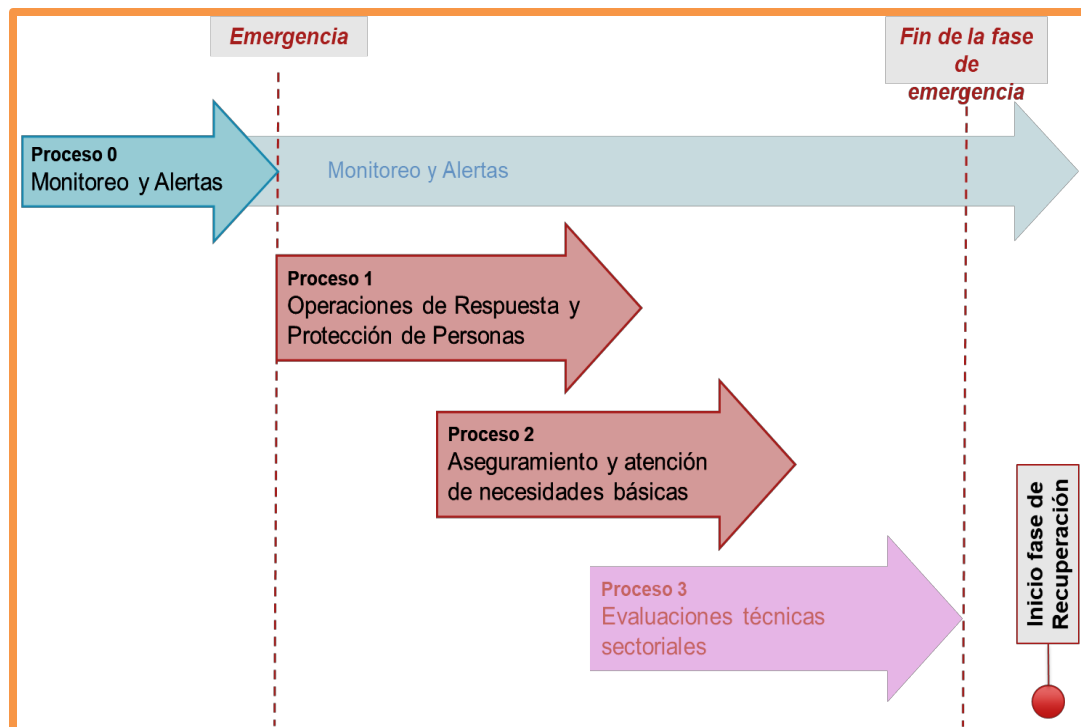 Emergencia
Fin de la fase
de
emergencia
Proceso 0
Monitoreo y Alertas
Monitoreo y Alertas
Proceso 1
Operaciones de Respuesta y
Protección de Personas
Proceso 2
Aseguramiento y atención
de necesidades básicas
Proceso 3
Evaluaciones técnicas
sectoriales
Inicio fase de
Recuperación